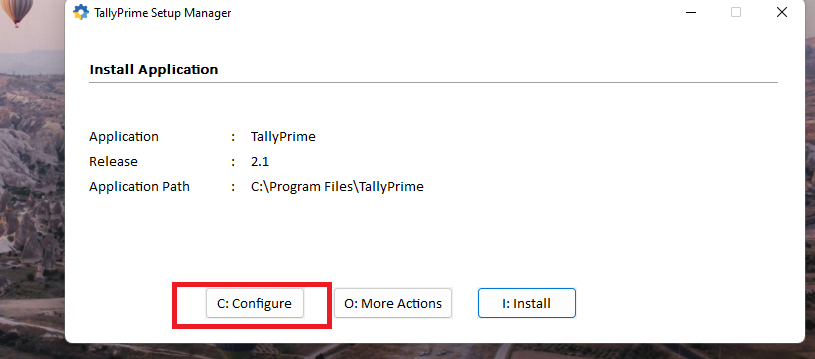 TallyPrime Setup Manager
Install Application
Application : TallyPrime
Release : 2.1
Application Path : C:\Program Files\TallyPrime
C: Configure O: More Actions I: Install